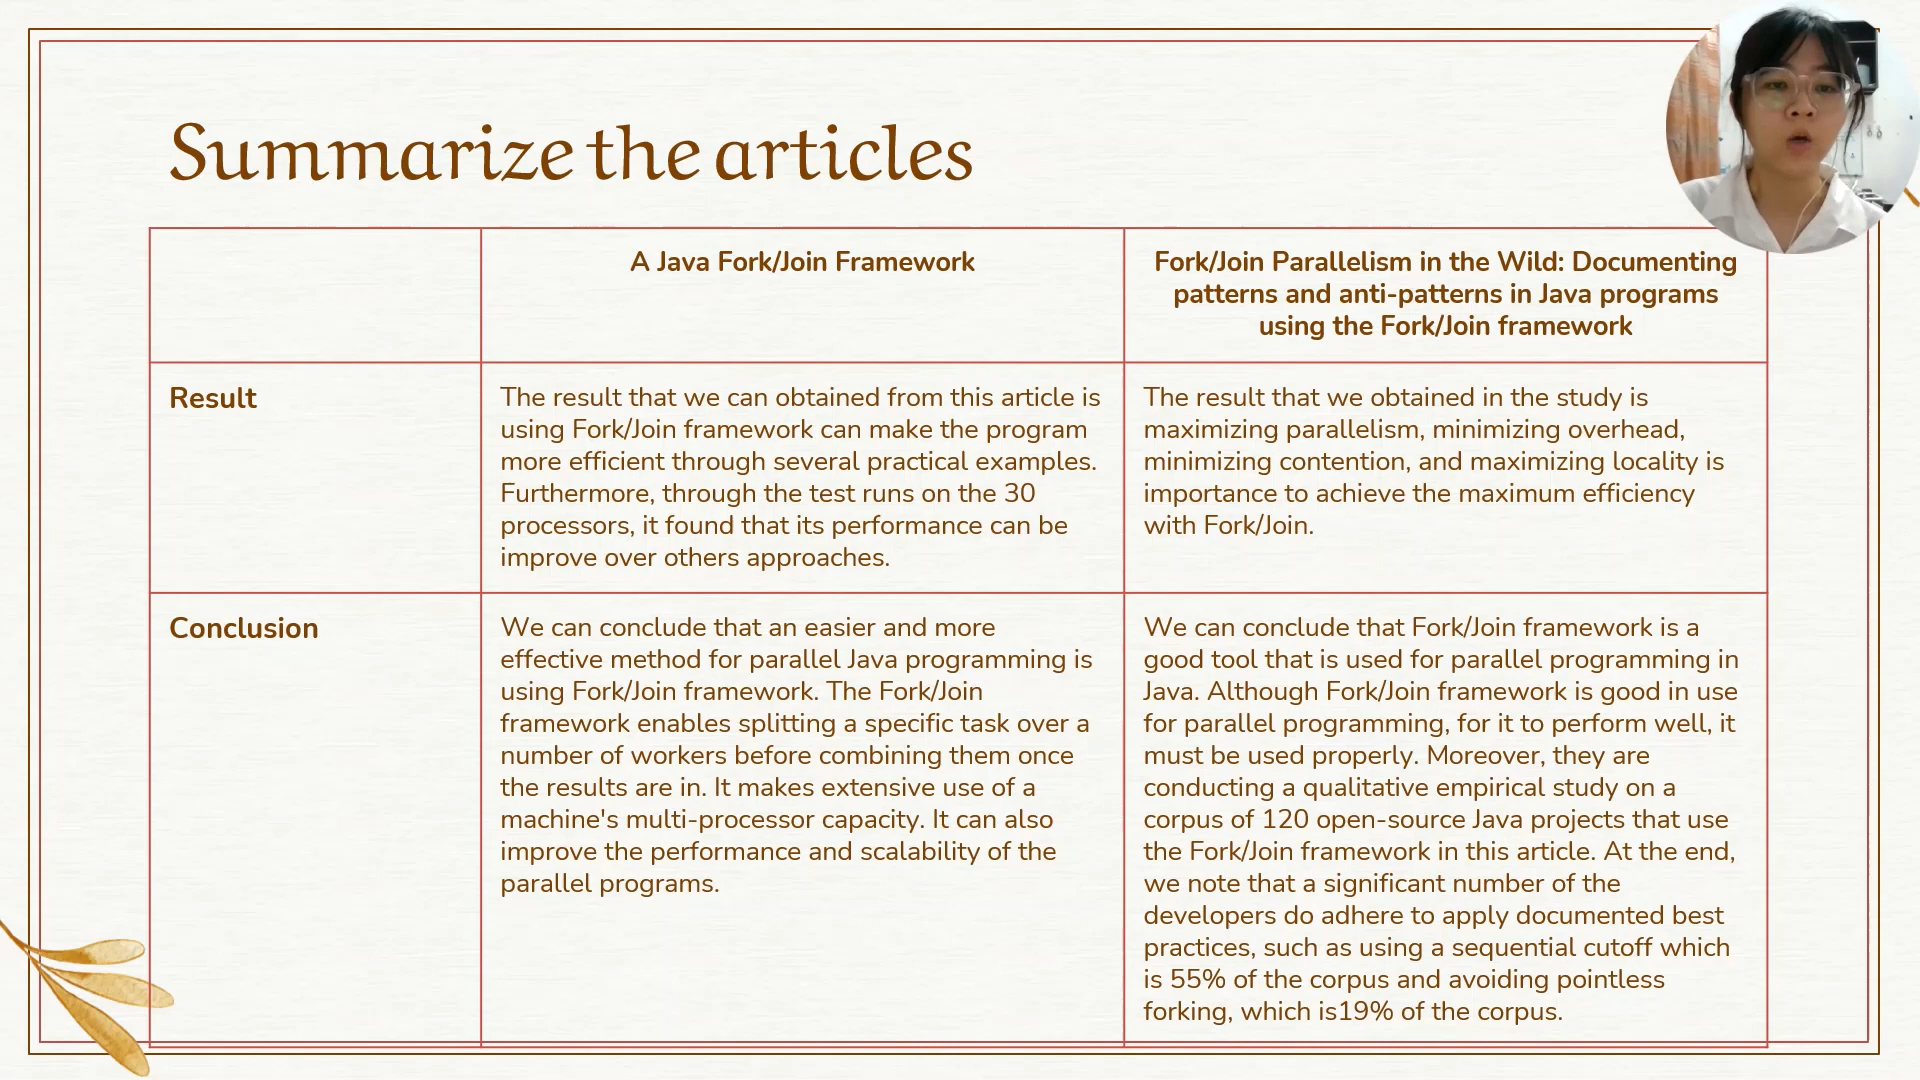 Summarize the articles
A Java Fork/Join Framework
Fork/Join Parallelism in the Wild: Documenting
patterns and anti-patterns in Java programs
using the Fork/Join framework
Result
The result that we can obtained from this article is
using Fork/Join framework can make the program
more efficient through several practical examples.
Furthermore, through the test runs on the 30
processors, it found that its performance can be
improve over others approaches.
The result that we obtained in the study is
maximizing parallelism, minimizing overhead,
minimizing contention, and maximizing locality is
importance to achieve the maximum efficiency
with Fork/Join.
Conclusion
We can conclude that an easier and more
effective method for parallel Java programming is
using Fork/Join framework. The Fork/Join
framework enables splitting a specific task over a
number of workers before combining them once
the results are in. It makes extensive use of a
machine's multi-processor capacity. It can also
improve the performance and scalability of the
parallel programs.
We can conclude that Fork/Join framework is a
good tool that is used for parallel programming in
Java. Although Fork/Join framework is good in use
for parallel programming, for it to perform well, it
must be used properly. Moreover, they are
conducting a qualitative empirical study on a
corpus of 120 open-source Java projects that use
the Fork/Join framework in this article. At the end,
we note that a significant number of the
developers do adhere to apply documented best
practices, such as using a sequential cutoff which
is 55% of the corpus and avoiding pointless
forking, which is19% of the corpus.